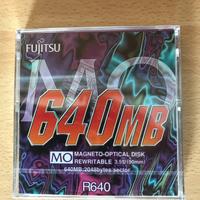 FUJITSU
MO
640MB
MO MAGNETO-OPTICAL DISK
REWRITABLE 3.5"(90mm)
640MB 2048bytes sector
R640